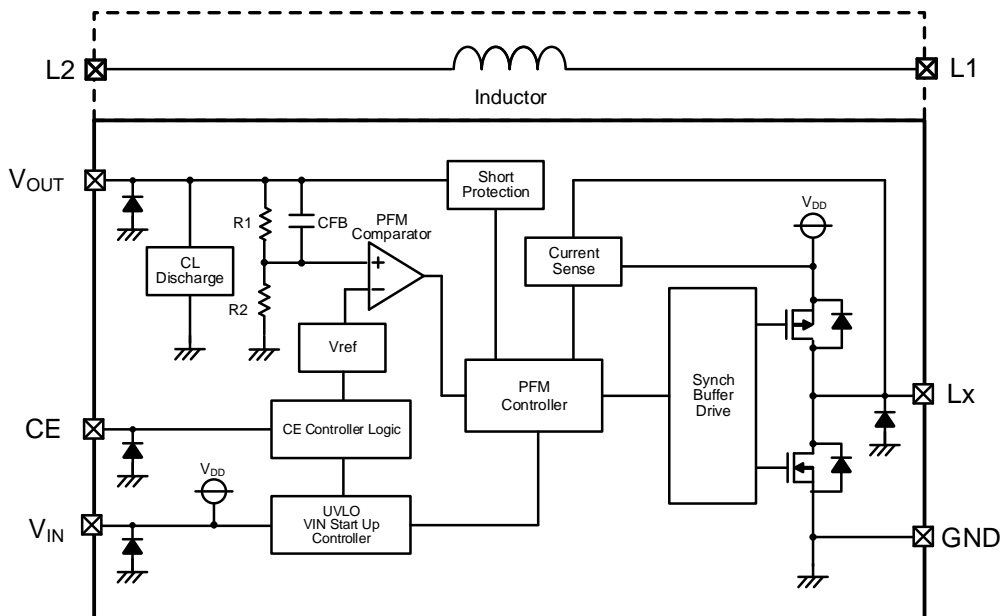 L2
L1
Inductor
VOUT
Short
Protection
VDD
R1
CFB
PFM
Comparator
CL
Discharge
Current
Sense
R2
+
−
Vref
PFM
Controller
Synch
Buffer
Drive
Lx
CE
CE Controller Logic
VDD
VIN
UVLO
VIN Start Up
Controller
GND